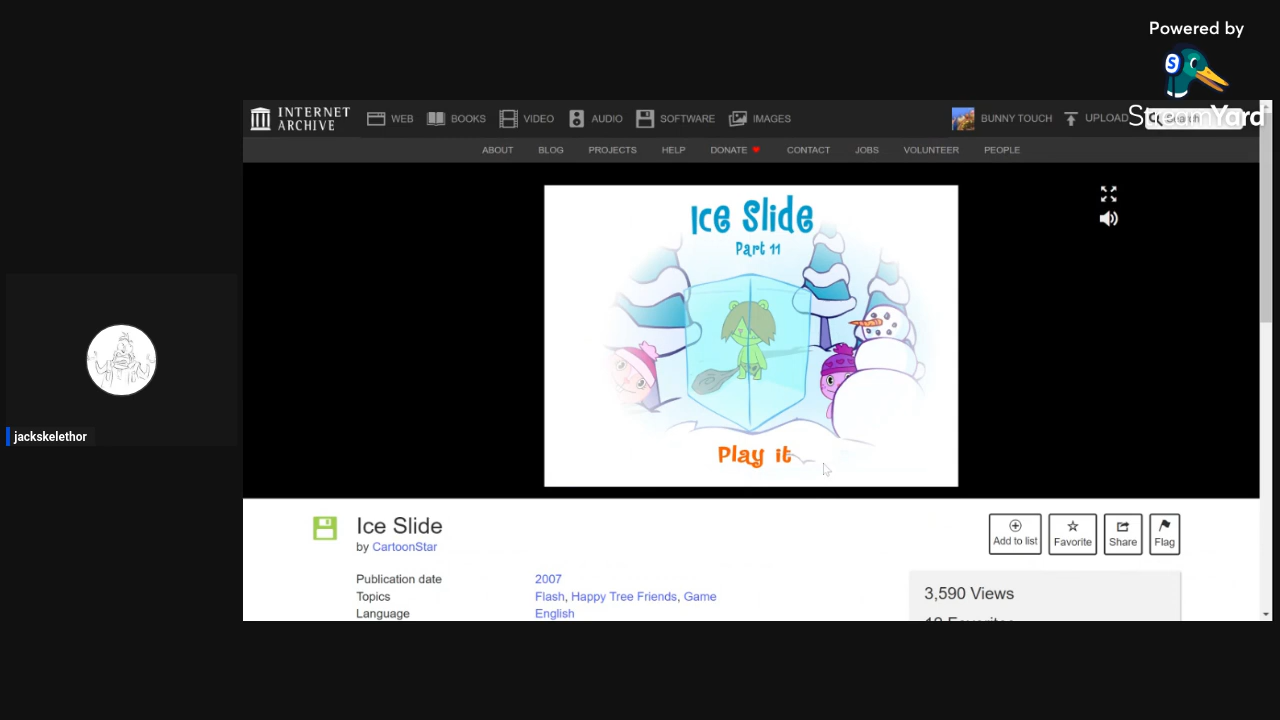 Powered by
S
StreamYard
INTERNET ARCHIVE
WEB BOOKS VIDEO AUDIO SOFTWARE IMAGES
BUNNY TOUCH UPLOAD
ABOUT BLOG PROJECTS HELP DONATE CONTACT JOBS VOLUNTEER PEOPLE
Ice Slide
Part 11
Play it
jackskelethor
Ice Slide
by CartoonStar
Add to list Favorite Share Flag
Publication date 2007
Topics Flash, Happy Tree Friends, Game
Language English
3,590 Views